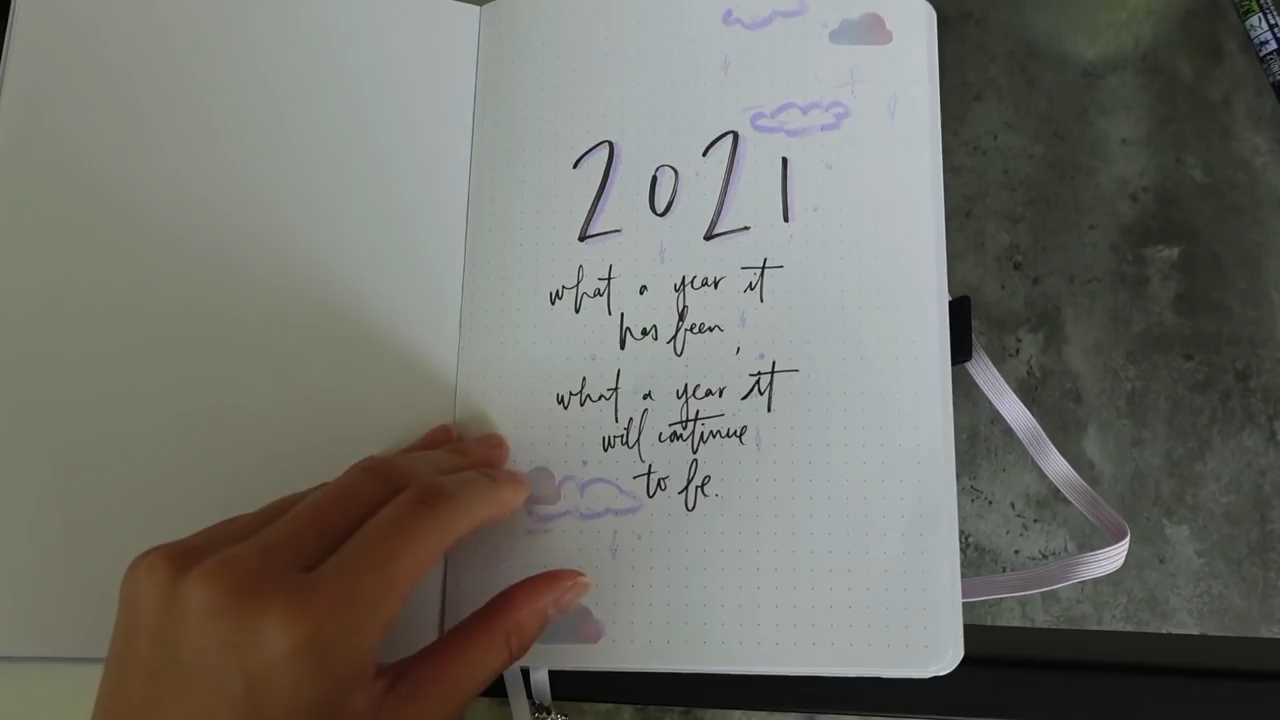 2021
what a year it
has been,
what a year it
will continue
to be.